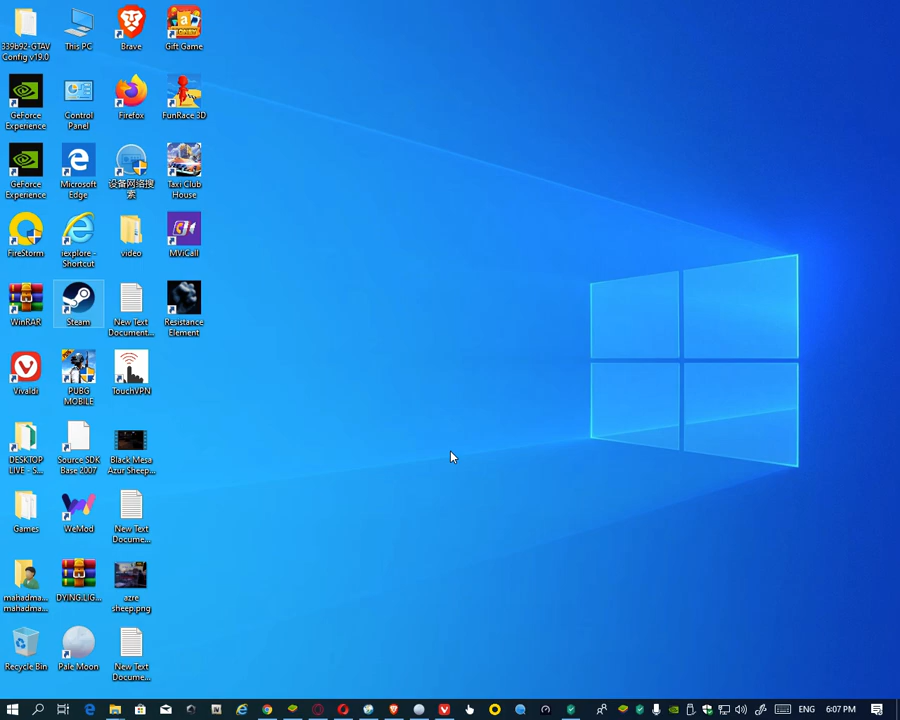 339b92-GTAV
Config v19.0
This PC
Brave
Gift Game
GeForce
Experience
Control
Panel
Firefox
FunRace 3D
GeForce
Experience
Microsoft
Edge
设备网络搜
索
Taxi Club
House
FireStorm
iexplore -
Shortcut
video
MViCall
WinRAR
Steam
New Text
Document...
Resistance
Element
Vivaldi
PUBG
MOBILE
TouchVPN
DESKTOP
LIVE - S...
Source SDK
Base 2007
Black Mesa
Azur Sheep...
Games
WeMod
New Text
Docume...
mahadma...
mahadma...
DYING.LIG...
azre
sheep.png
Recycle Bin
Pale Moon
New Text
Docume...
ENG
6:07 PM